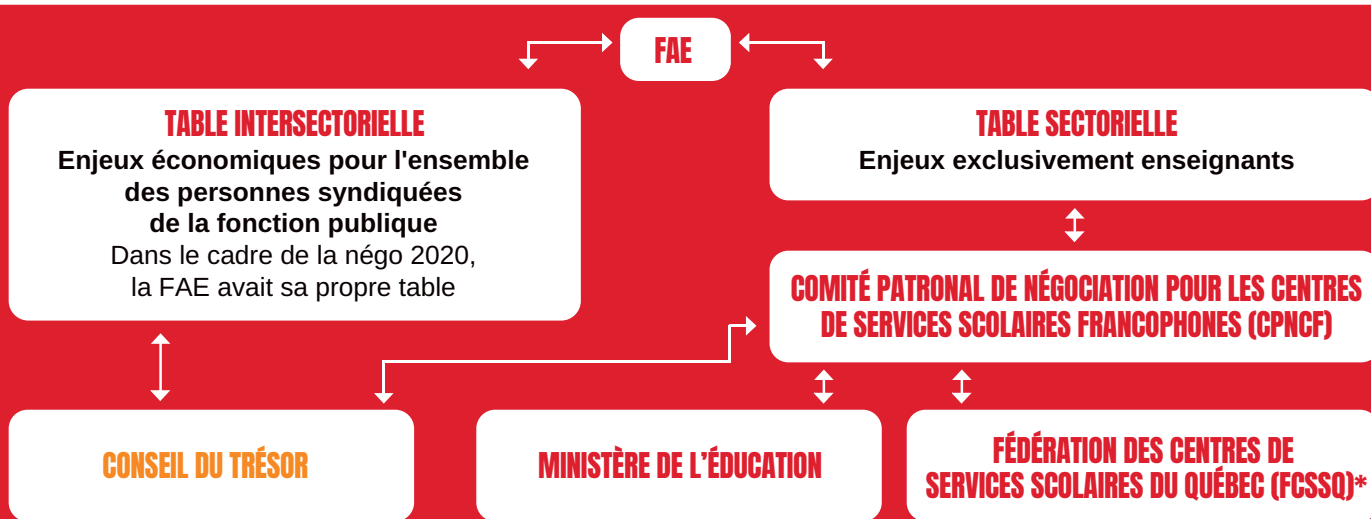 FAE
TABLE INTERSECTORIELLE
Enjeux économiques pour l'ensemble
des personnes syndiquées
de la fonction publique
Dans le cadre de la négo 2020,
la FAE avait sa propre table
TABLE SECTORIELLE
Enjeux exclusivement enseignants
COMITÉ PATRONAL DE NÉGOCIATION POUR LES CENTRES
DE SERVICES SCOLAIRES FRANCOPHONES (CPNCF)
CONSEIL DU TRÉSOR
MINISTÈRE DE L'ÉDUCATION
FÉDÉRATION DES CENTRES DE
SERVICES SCOLAIRES DU QUÉBEC (FCSSQ)*